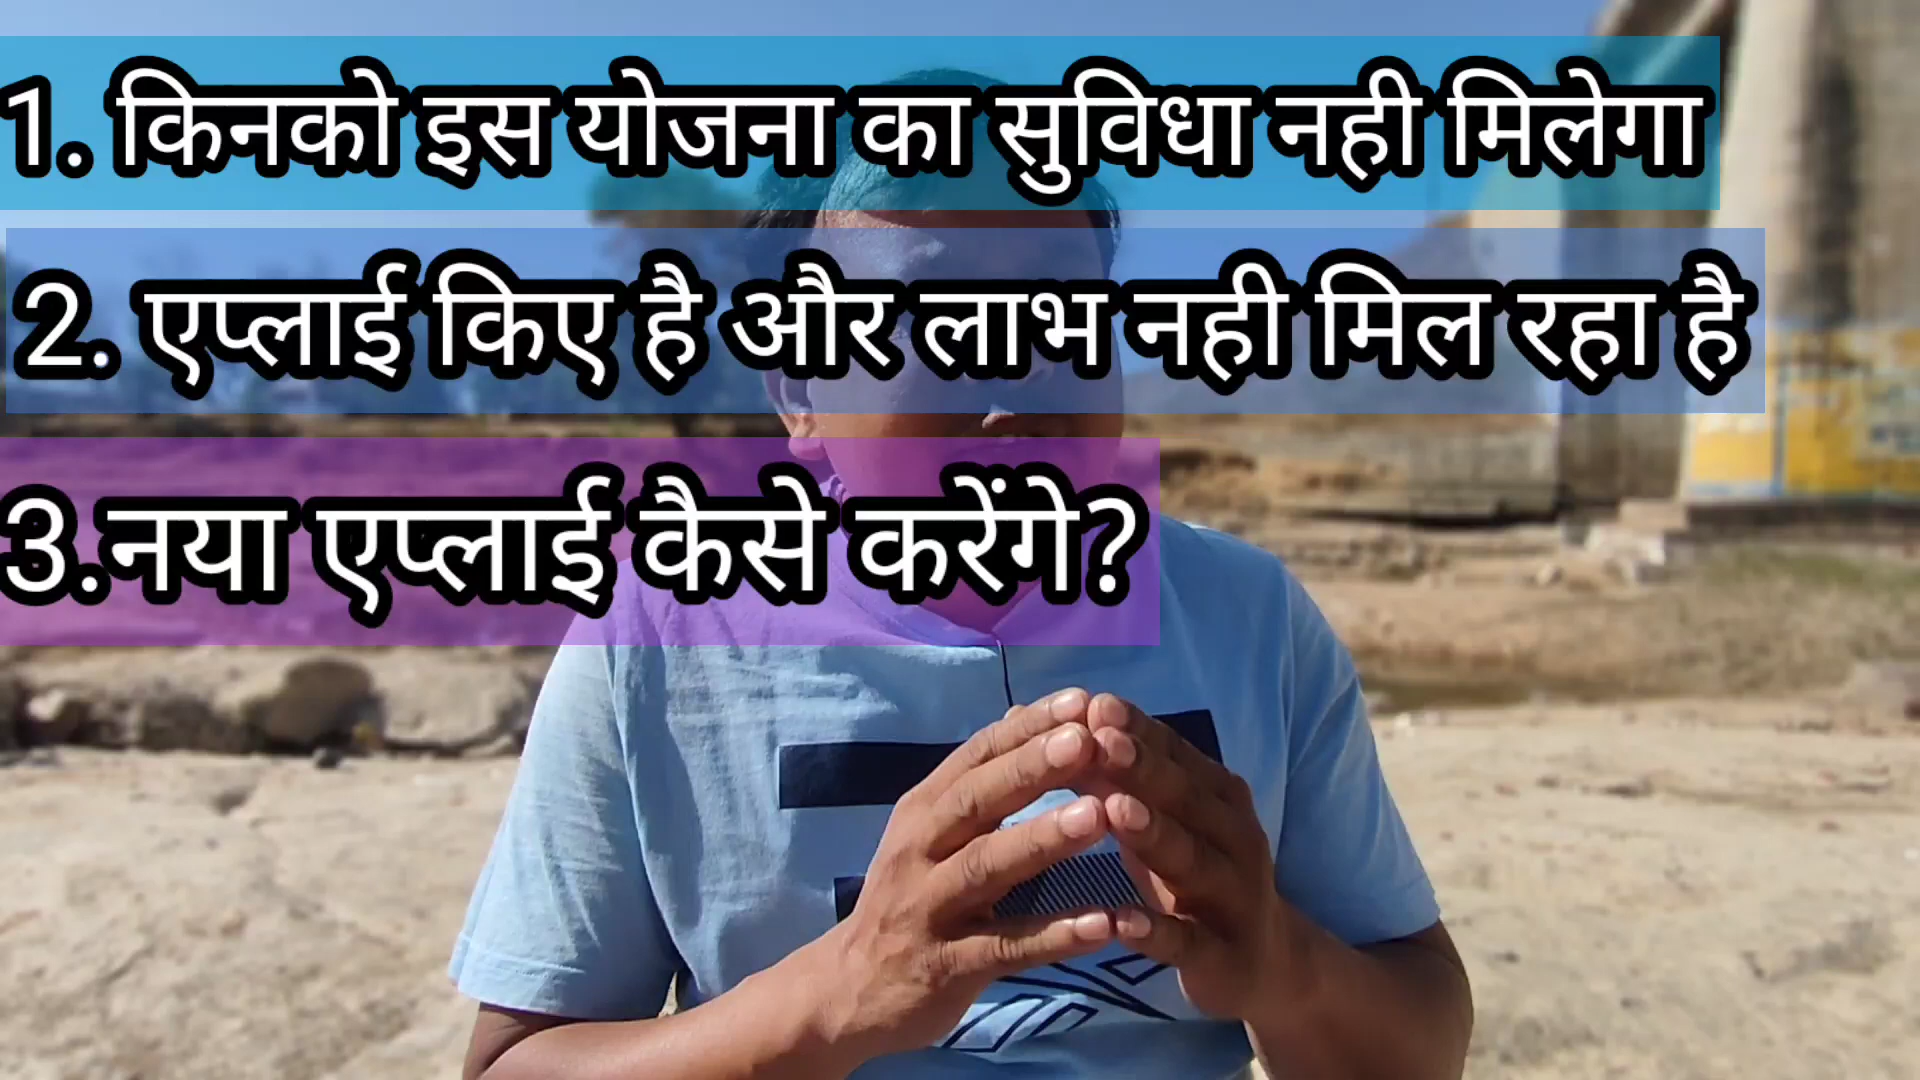 1. किनको इस योजना का सुविधा नही मिलेगा
2. एप्लाई किए है और लाभ नही मिल रहा है
3.नया एप्लाई कैसे करेंगे?